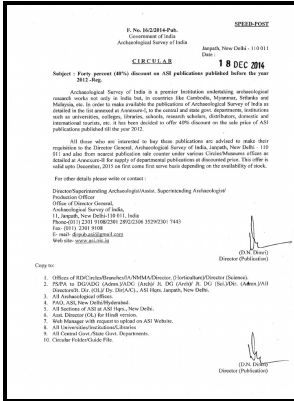 SPEED-POST
F. No. 16/2/2014-Pub.
Government of India
Archaeological Survey of India
Janpath, New Delhi - 110 011
Date :
18 DEC 2014
C I R C U L A R
Subject : Forty percent (40%) discount on ASI publications published before the year
2012 -Reg.
Archaeological Survey of India is a premier Institution undertaking archaeological
research works not only in India but, in countries like Cambodia, Myanmar, Srilanka and
Malaysia, etc. In order to make available the publications of Archaeological Survey of India as
detailed in the list annexed at Annexure-I, to the central and state govt. departments, institutions
such as universities, colleges, libraries, schools, research scholars, distributors, domestic and
international tourists, etc. it has been decided to offer 40% discount on the sale price of ASI
publications published till the year 2012.
All those who are interested to buy these publications are advised to make their
requisition to the Director General, Archaeological Survey of India, Janpath, New Delhi - 110
011 and also from nearest publication sale counter under various Circles/Museums offices as
detailed at Annexure-II for supply of departmental publications at discounted price. This offer is
valid upto December, 2015 on first come first serve basis depending on the availability of stock.
For other details please write or contact :
Director/Superintending Archaeologist/Assist. Superintending Archaeologist/
Production Officer
Office of Director General,
Archaeological Survey of India,
11, Janpath, New Delhi-110 011, India
Phone-(011) 2301 9108/2301 2892/2306 3529/2301 7443
Fax- (011) 2301 9108
E mail- dirpub.asi@gmail.com
Web site- www.asi.nic.in
(D.N. Dimri)
Director (Publication)
Copy to:
1. Offices of RD/Circles/Branches/IA/NMMA/Director, (Horticulture)/Director (Science).
2. PS/PA to DG/ADG (Admn.)/ADG (Arch)/ Jt. DG (Arch)/ Jt. DG (Sci.)/Dir. (Admn.)/All
Directors/Jt. Dir. (OL)/ Dy. Dir(A/C), ASI Hqrs. Janpath, New Delhi.
3. All Archaeological offices.
4. PAO, ASI, New Delhi/Hyderabad.
5. All Sections of ASI at ASI Hqrs., New Delhi.
6. Asst. Director (OL) for Hindi version.
7. Web Manager with request to upload on ASI Website.
8. All Universities/Institutions/Libraries
9. All Central Govt./State Govt. Departments.
10. Circular Folder/Guide File.
(D.N. Dimri)
Director (Publication)